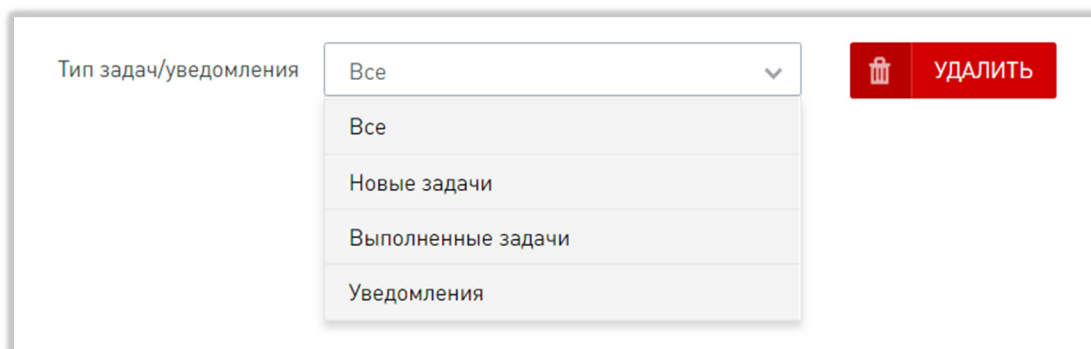 Тип задач/уведомления Все УДАЛИТЬ
Все
Новые задачи
Выполненные задачи
Уведомления